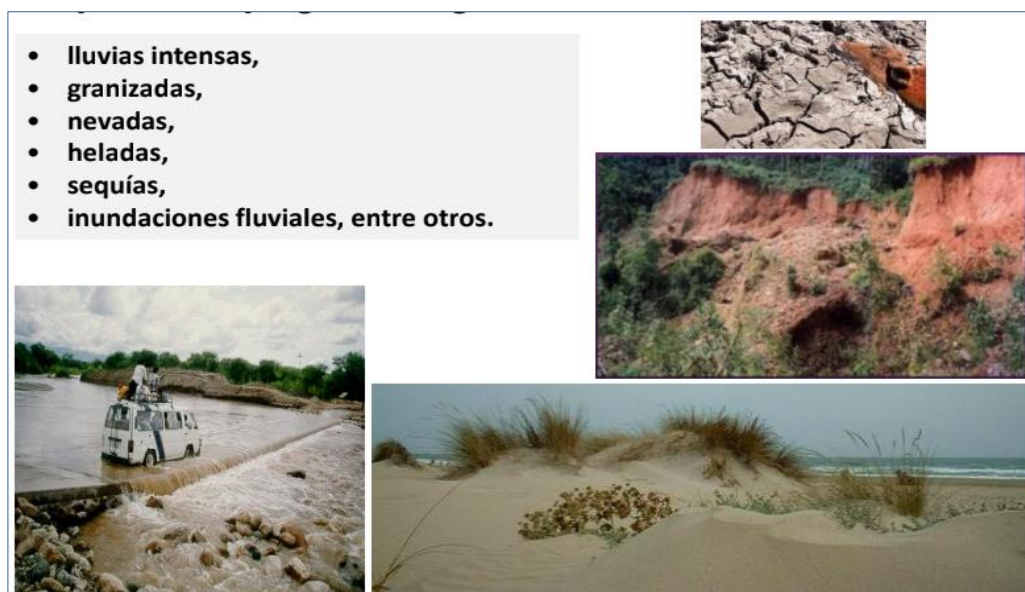 • lluvias intensas,
• granizadas,
• nevadas,
• heladas,
• sequías,
• inundaciones fluviales, entre otros.